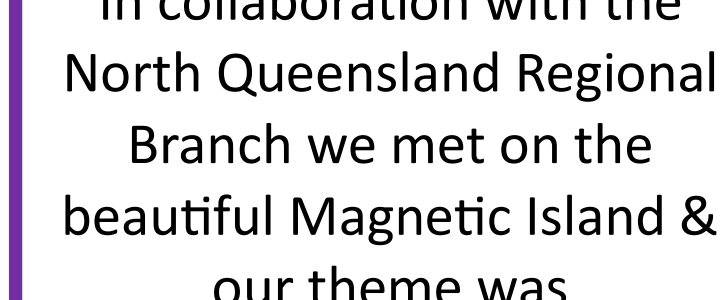 in collaboration with the
North Queensland Regional
Branch we met on the
beautiful Magnetic Island &
our theme was